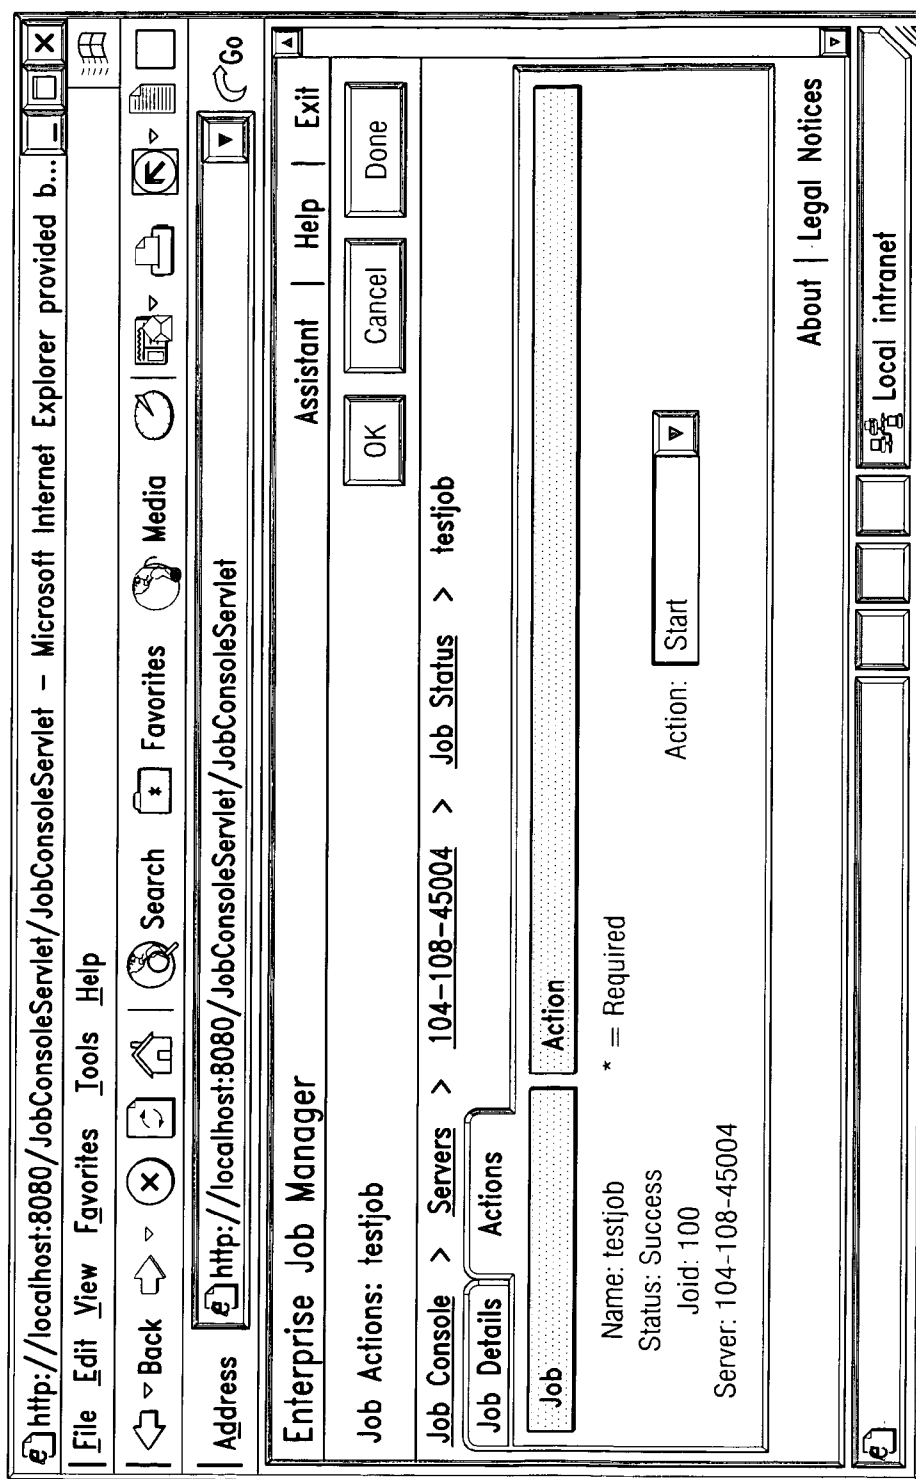 http://localhost:8080/JobConsoleServlet/JobConsoleServlet – Microsoft Internet Explorer provided b...
File Edit View Favorites Tools Help
Back Search Favorites Media
Address http://localhost:8080/JobConsoleServlet/JobConsoleServlet Go
Enterprise Job Manager Assistant | Help | Exit
Job Actions: testjob OK Cancel Done
Job Console > Servers > 104-108-45004 > Job Status > testjob
Job Details Actions
Job Action
Name: testjob * = Required
Status: Success Action: Start
Joid: 100
Server: 104-108-45004
About | Legal Notices
Local intranet